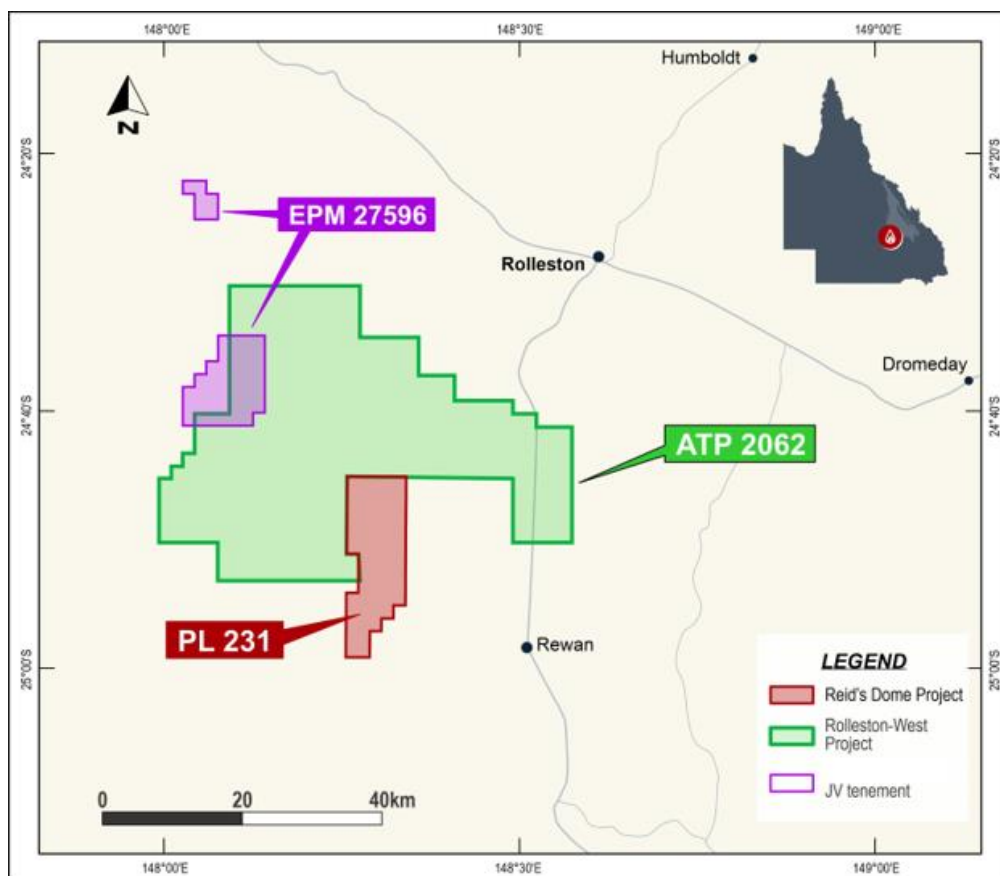 148°00'E
148°30'E
149°00'E
Humboldt
N
24°20'S
24°20'S
EPM 27596
Rolleston
Dromeday
24°40'S
24°40'S
ATP 2062
PL 231
Rewan
25°00'S
25°00'S
LEGEND
Reid's Dome Project
Rolleston-West
Project
JV tenement
0 20 40km
148°00'E
148°30'E
149°00'E